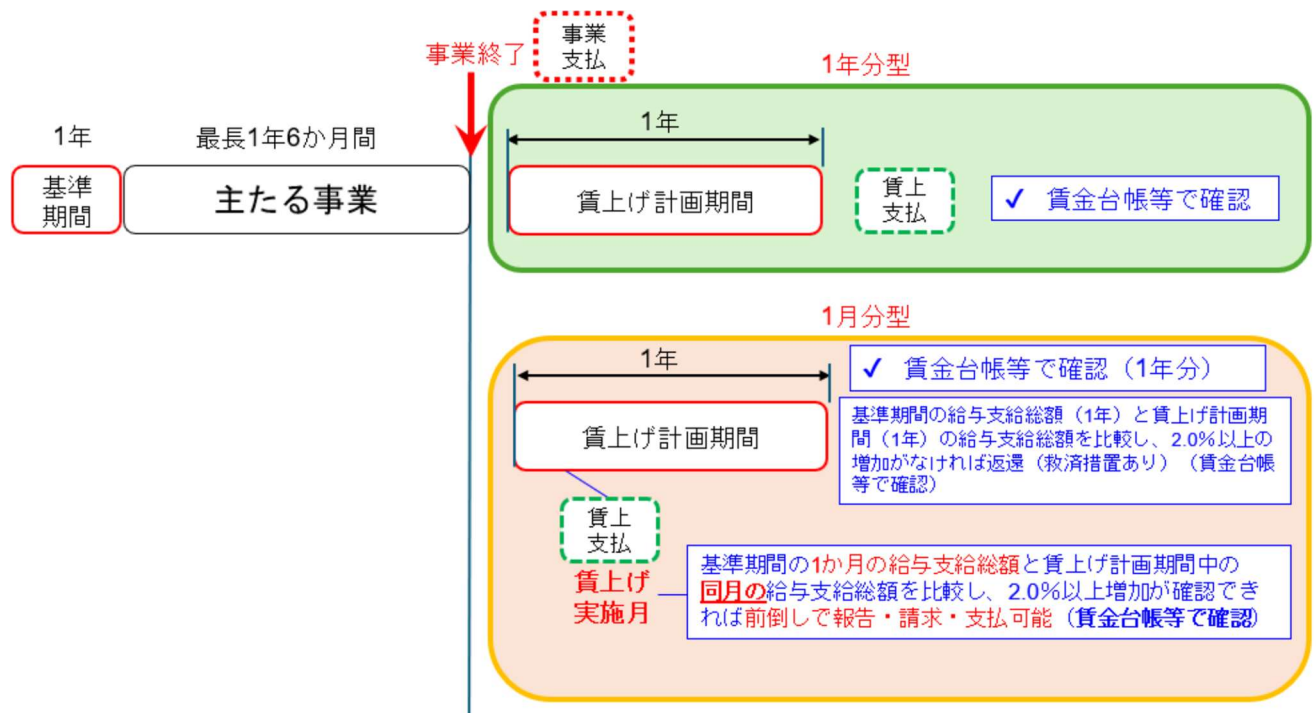 事業終了
事業
支払
1年分型
1年
最長1年6か月間
1年
基準
期間
主たる事業
賃上げ計画期間
賃上
支払
✓ 賃金台帳等で確認
1月分型
1年
✓ 賃金台帳等で確認（1年分）
賃上げ計画期間
基準期間の給与支給総額（1年）と賃上げ計画期
間（1年）の給与支給総額を比較し、2.0％以上の
増加がなければ返還（救済措置あり）（賃金台帳
等で確認）
賃上
支払
賃上げ
実施月
基準期間の1か月の給与支給総額と賃上げ計画期間中の
同月の給与支給総額を比較し、2.0％以上増加が確認でき
れば前倒しで報告・請求・支払可能（賃金台帳等で確認）